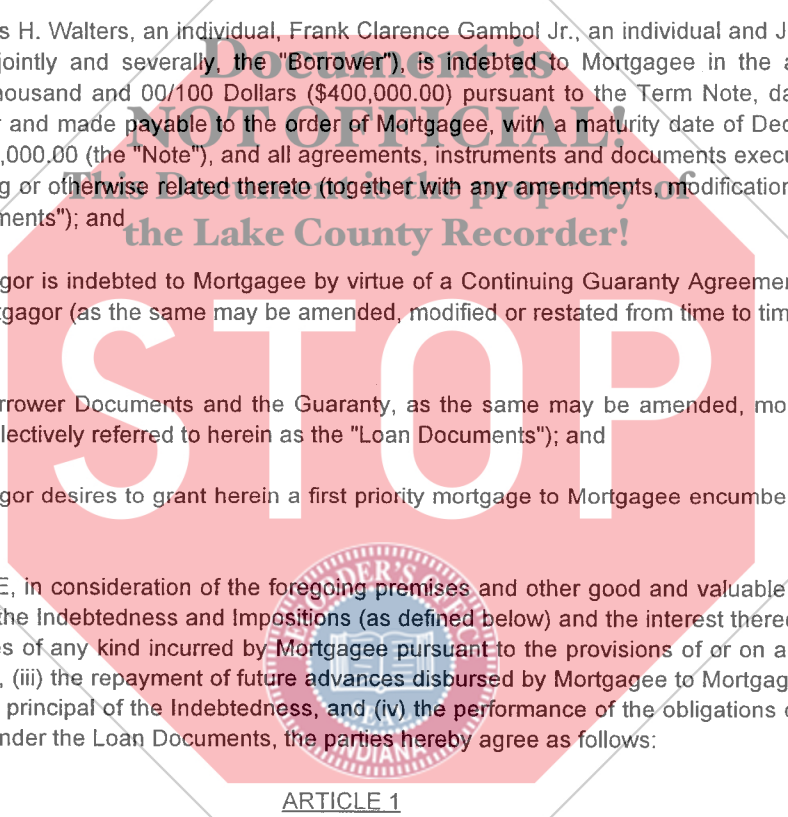 s H. Walters, an individual, Frank Clarence Gambol Jr., an individual and J
jointly and severally, the "Borrower"), is indebted to Mortgagee in the a
Document is
housand and 00/100 Dollars ($400,000.00) pursuant to the Term Note, da
r and made payable to the order of Mortgagee, with a maturity date of Dec
NOT OFFICIAL!
,000.00 (the "Note"), and all agreements, instruments and documents execu
g or otherwise related thereto (together with any amendments, modification
This Document is the property of
ments"); and
the Lake County Recorder!
gor is indebted to Mortgagee by virtue of a Continuing Guaranty Agreemen
tgagor (as the same may be amended, modified or restated from time to tim
STOP
rrower Documents and the Guaranty, as the same may be amended, mo
llectively referred to herein as the "Loan Documents"); and
gor desires to grant herein a first priority mortgage to Mortgagee encumbe
E, in consideration of the foregoing premises and other good and valuable
the Indebtedness and Impositions (as defined below) and the interest thereo
es of any kind incurred by Mortgagee pursuant to the provisions of or on a
, (iii) the repayment of future advances disbursed by Mortgagee to Mortgag
principal of the Indebtedness, and (iv) the performance of the obligations o
nder the Loan Documents, the parties hereby agree as follows:
RECORDER'S OFFICE
SEAL
INDIANA
ARTICLE 1